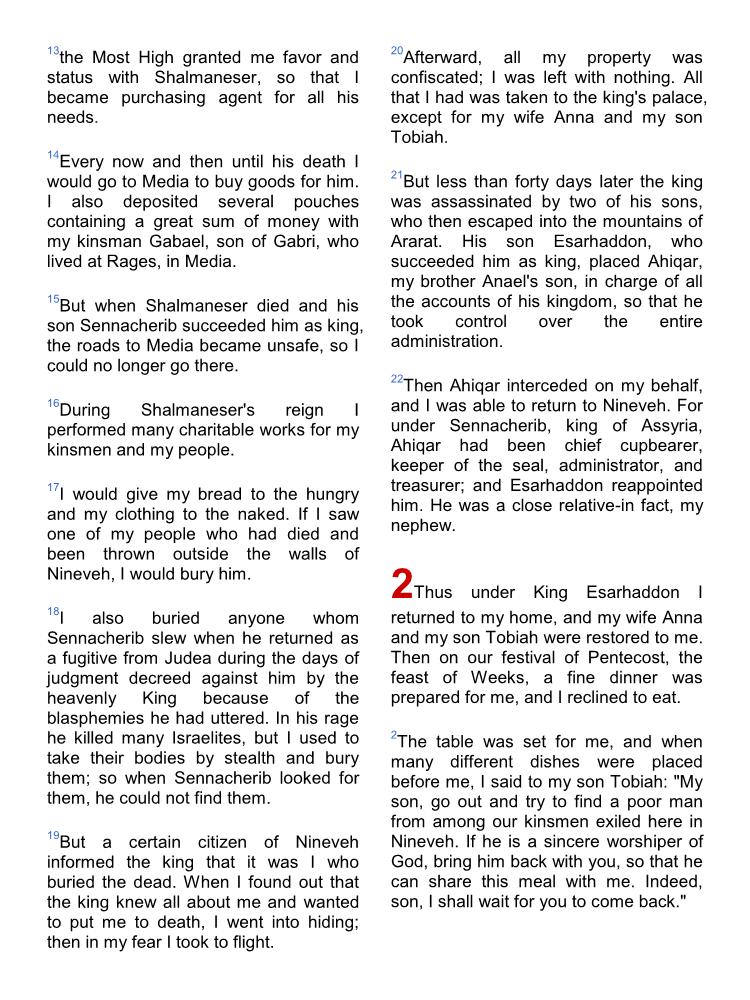 13the Most High granted me favor and
status with Shalmaneser, so that I
became purchasing agent for all his
needs.
14Every now and then until his death I
would go to Media to buy goods for him.
I also deposited several pouches
containing a great sum of money with
my kinsman Gabael, son of Gabri, who
lived at Rages, in Media.
15But when Shalmaneser died and his
son Sennacherib succeeded him as king,
the roads to Media became unsafe, so I
could no longer go there.
16During Shalmaneser's reign I
performed many charitable works for my
kinsmen and my people.
17I would give my bread to the hungry
and my clothing to the naked. If I saw
one of my people who had died and
been thrown outside the walls of
Nineveh, I would bury him.
18I also buried anyone whom
Sennacherib slew when he returned as
a fugitive from Judea during the days of
judgment decreed against him by the
heavenly King because of the
blasphemies he had uttered. In his rage
he killed many Israelites, but I used to
take their bodies by stealth and bury
them; so when Sennacherib looked for
them, he could not find them.
19But a certain citizen of Nineveh
informed the king that it was I who
buried the dead. When I found out that
the king knew all about me and wanted
to put me to death, I went into hiding;
then in my fear I took to flight.
20Afterward, all my property was
confiscated; I was left with nothing. All
that I had was taken to the king's palace,
except for my wife Anna and my son
Tobiah.
21But less than forty days later the king
was assassinated by two of his sons,
who then escaped into the mountains of
Ararat. His son Esarhaddon, who
succeeded him as king, placed Ahiqar,
my brother Anael's son, in charge of all
the accounts of his kingdom, so that he
took control over the entire
administration.
22Then Ahiqar interceded on my behalf,
and I was able to return to Nineveh. For
under Sennacherib, king of Assyria,
Ahiqar had been chief cupbearer,
keeper of the seal, administrator, and
treasurer; and Esarhaddon reappointed
him. He was a close relative-in fact, my
nephew.
2Thus under King Esarhaddon I
returned to my home, and my wife Anna
and my son Tobiah were restored to me.
Then on our festival of Pentecost, the
feast of Weeks, a fine dinner was
prepared for me, and I reclined to eat.
2The table was set for me, and when
many different dishes were placed
before me, I said to my son Tobiah: "My
son, go out and try to find a poor man
from among our kinsmen exiled here in
Nineveh. If he is a sincere worshiper of
God, bring him back with you, so that he
can share this meal with me. Indeed,
son, I shall wait for you to come back."